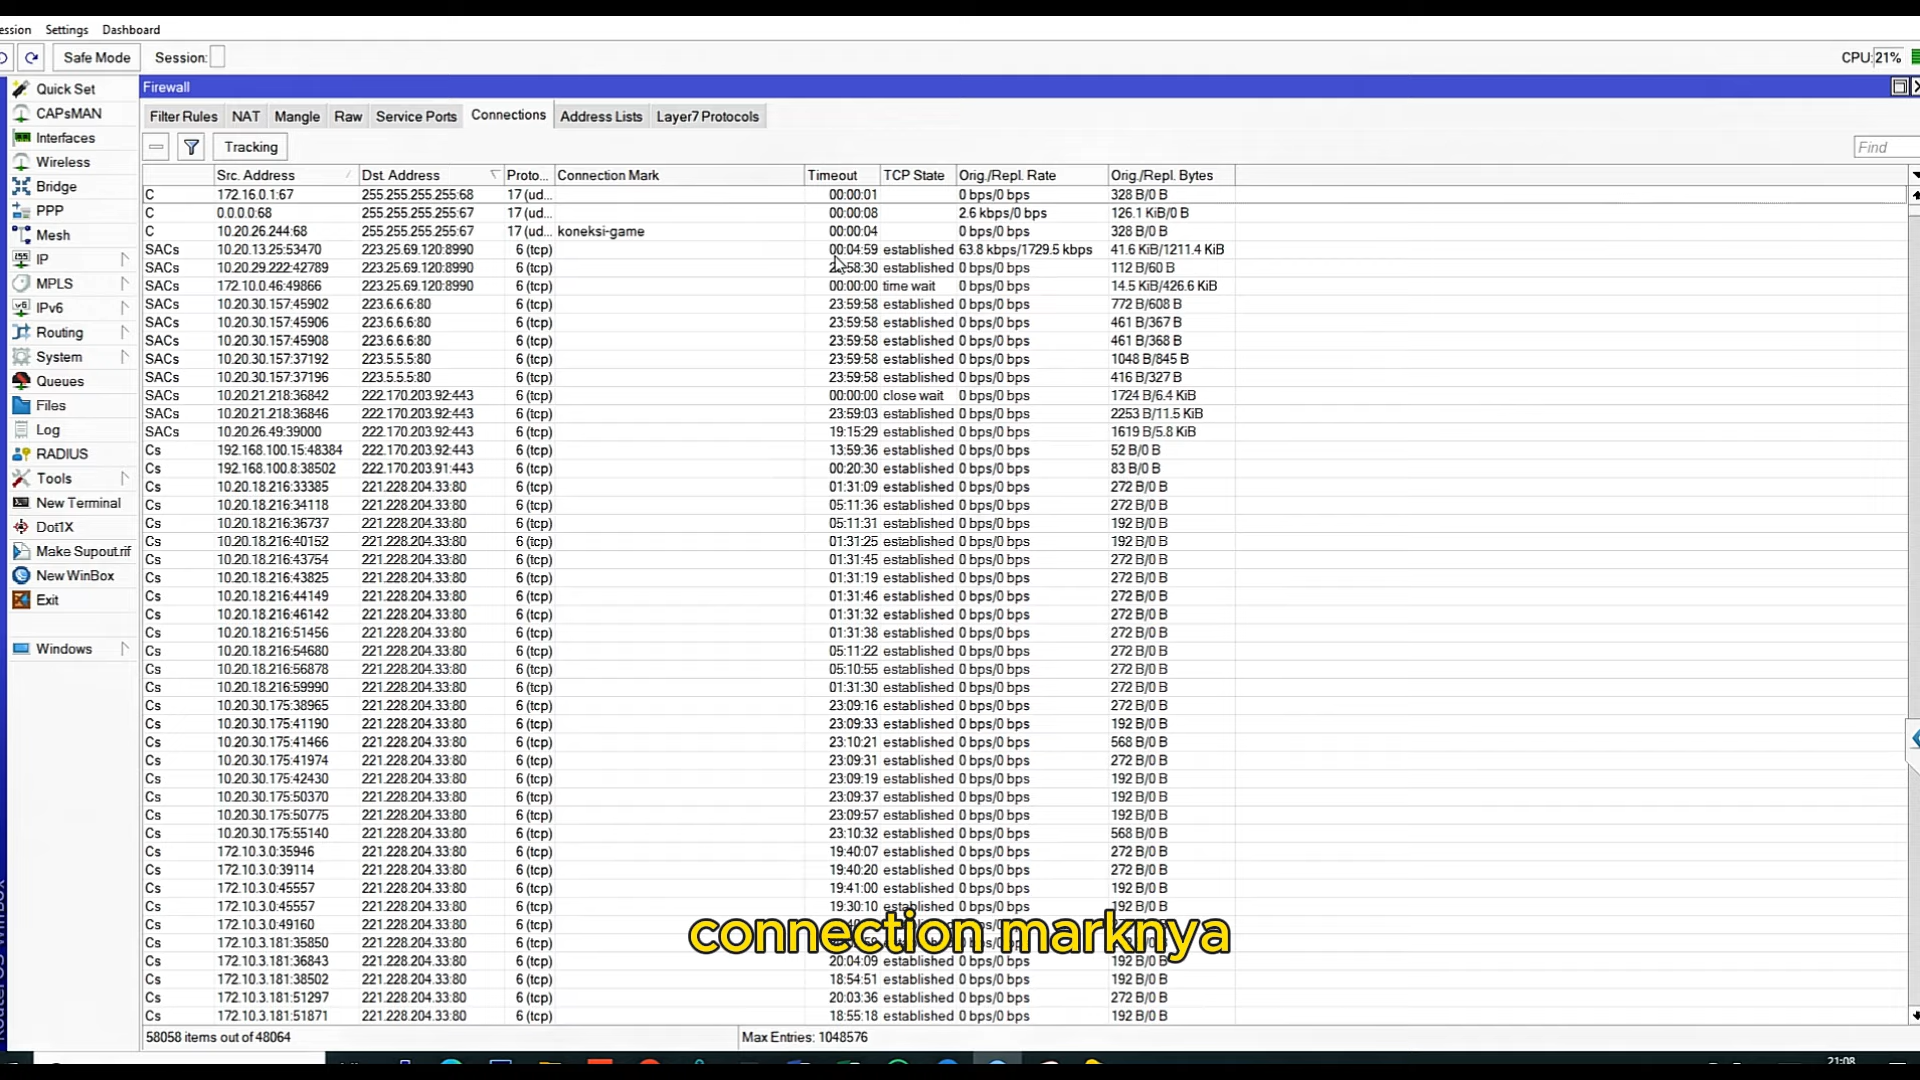 ession Settings Dashboard
Safe Mode Session: CPU: 21%
Quick Set
CAPsMAN
Interfaces
Wireless
Bridge
PPP
Mesh
IP
MPLS
IPv6
Routing
System
Queues
Files
Log
RADIUS
Tools
New Terminal
Dot1X
Make Supout.rif
New WinBox
Exit
Windows
Firewall
Filter Rules NAT Mangle Raw Service Ports Connections Address Lists Layer7 Protocols
Tracking Find
Src. Address Dst. Address Proto... Connection Mark Timeout TCP State Orig./Repl. Rate Orig./Repl. Bytes
C 172.16.0.1:67 255.255.255.255:68 17 (ud... 00:00:01 0 bps/0 bps 328 B/0 B
C 0.0.0.0:68 255.255.255.255:67 17 (ud... 00:00:08 2.6 kbps/0 bps 126.1 KiB/0 B
C 10.20.26.244:68 255.255.255.255:67 17 (ud... koneksi-game 00:00:04 0 bps/0 bps 328 B/0 B
SACs 10.20.13.25:53470 223.25.69.120:8990 6 (tcp) 00:04:59 established 63.8 kbps/1729.5 kbps 41.6 KiB/1211.4 KiB
SACs 10.20.29.222:42789 223.25.69.120:8990 6 (tcp) :58:30 established 0 bps/0 bps 112 B/60 B
SACs 172.10.0.46:49866 223.25.69.120:8990 6 (tcp) 00:00:00 time wait 0 bps/0 bps 14.5 KiB/426.6 KiB
SACs 10.20.30.157:45902 223.6.6.6:80 6 (tcp) 23:59:58 established 0 bps/0 bps 772 B/608 B
SACs 10.20.30.157:45906 223.6.6.6:80 6 (tcp) 23:59:58 established 0 bps/0 bps 461 B/367 B
SACs 10.20.30.157:45908 223.6.6.6:80 6 (tcp) 23:59:58 established 0 bps/0 bps 461 B/368 B
SACs 10.20.30.157:37192 223.5.5.5:80 6 (tcp) 23:59:58 established 0 bps/0 bps 1048 B/845 B
SACs 10.20.30.157:37196 223.5.5.5:80 6 (tcp) 23:59:58 established 0 bps/0 bps 416 B/327 B
SACs 10.20.21.218:36842 222.170.203.92:443 6 (tcp) 00:00:00 close wait 0 bps/0 bps 1724 B/6.4 KiB
SACs 10.20.21.218:36846 222.170.203.92:443 6 (tcp) 23:59:03 established 0 bps/0 bps 2253 B/11.5 KiB
SACs 10.20.26.49:39000 222.170.203.92:443 6 (tcp) 19:15:29 established 0 bps/0 bps 1619 B/5.8 KiB
Cs 192.168.100.15:48384 222.170.203.92:443 6 (tcp) 13:59:36 established 0 bps/0 bps 52 B/0 B
Cs 192.168.100.8:38502 222.170.203.91:443 6 (tcp) 00:20:30 established 0 bps/0 bps 83 B/0 B
Cs 10.20.18.216:33385 221.228.204.33:80 6 (tcp) 01:31:09 established 0 bps/0 bps 272 B/0 B
Cs 10.20.18.216:34118 221.228.204.33:80 6 (tcp) 05:11:36 established 0 bps/0 bps 272 B/0 B
Cs 10.20.18.216:36737 221.228.204.33:80 6 (tcp) 05:11:31 established 0 bps/0 bps 192 B/0 B
Cs 10.20.18.216:40152 221.228.204.33:80 6 (tcp) 01:31:25 established 0 bps/0 bps 192 B/0 B
Cs 10.20.18.216:43754 221.228.204.33:80 6 (tcp) 01:31:45 established 0 bps/0 bps 272 B/0 B
Cs 10.20.18.216:43825 221.228.204.33:80 6 (tcp) 01:31:19 established 0 bps/0 bps 272 B/0 B
Cs 10.20.18.216:44149 221.228.204.33:80 6 (tcp) 01:31:46 established 0 bps/0 bps 272 B/0 B
Cs 10.20.18.216:46142 221.228.204.33:80 6 (tcp) 01:31:32 established 0 bps/0 bps 272 B/0 B
Cs 10.20.18.216:51456 221.228.204.33:80 6 (tcp) 01:31:38 established 0 bps/0 bps 272 B/0 B
Cs 10.20.18.216:54680 221.228.204.33:80 6 (tcp) 05:11:22 established 0 bps/0 bps 272 B/0 B
Cs 10.20.18.216:56878 221.228.204.33:80 6 (tcp) 05:10:55 established 0 bps/0 bps 272 B/0 B
Cs 10.20.18.216:59990 221.228.204.33:80 6 (tcp) 01:31:30 established 0 bps/0 bps 272 B/0 B
Cs 10.20.30.175:38965 221.228.204.33:80 6 (tcp) 23:09:16 established 0 bps/0 bps 272 B/0 B
Cs 10.20.30.175:41190 221.228.204.33:80 6 (tcp) 23:09:33 established 0 bps/0 bps 192 B/0 B
Cs 10.20.30.175:41466 221.228.204.33:80 6 (tcp) 23:10:21 established 0 bps/0 bps 568 B/0 B
Cs 10.20.30.175:41974 221.228.204.33:80 6 (tcp) 23:09:31 established 0 bps/0 bps 272 B/0 B
Cs 10.20.30.175:42430 221.228.204.33:80 6 (tcp) 23:09:19 established 0 bps/0 bps 192 B/0 B
Cs 10.20.30.175:50370 221.228.204.33:80 6 (tcp) 23:09:37 established 0 bps/0 bps 192 B/0 B
Cs 10.20.30.175:50775 221.228.204.33:80 6 (tcp) 23:09:57 established 0 bps/0 bps 192 B/0 B
Cs 10.20.30.175:55140 221.228.204.33:80 6 (tcp) 23:10:32 established 0 bps/0 bps 568 B/0 B
Cs 172.10.3.0:35946 221.228.204.33:80 6 (tcp) 19:40:07 established 0 bps/0 bps 272 B/0 B
Cs 172.10.3.0:39114 221.228.204.33:80 6 (tcp) 19:40:20 established 0 bps/0 bps 272 B/0 B
Cs 172.10.3.0:45557 221.228.204.33:80 6 (tcp) 19:41:00 established 0 bps/0 bps 192 B/0 B
Cs 172.10.3.0:45557 221.228.204.33:80 6 (tcp) 19:30:10 established 0 bps/0 bps 192 B/0 B
Cs 172.10.3.0:49160 221.228.204.33:80 6 (tcp)
Cs 172.10.3.181:35850 221.228.204.33:80 6 (tcp)
Cs 172.10.3.181:36843 221.228.204.33:80 6 (tcp) 20:04:09 established 0 bps/0 bps 192 B/0 B
Cs 172.10.3.181:38502 221.228.204.33:80 6 (tcp) 18:54:51 established 0 bps/0 bps 192 B/0 B
Cs 172.10.3.181:51297 221.228.204.33:80 6 (tcp) 20:03:36 established 0 bps/0 bps 272 B/0 B
Cs 172.10.3.181:51871 221.228.204.33:80 6 (tcp) 18:55:18 established 0 bps/0 bps 192 B/0 B
connection marknya
58058 items out of 48064 Max Entries: 1048576
21:08